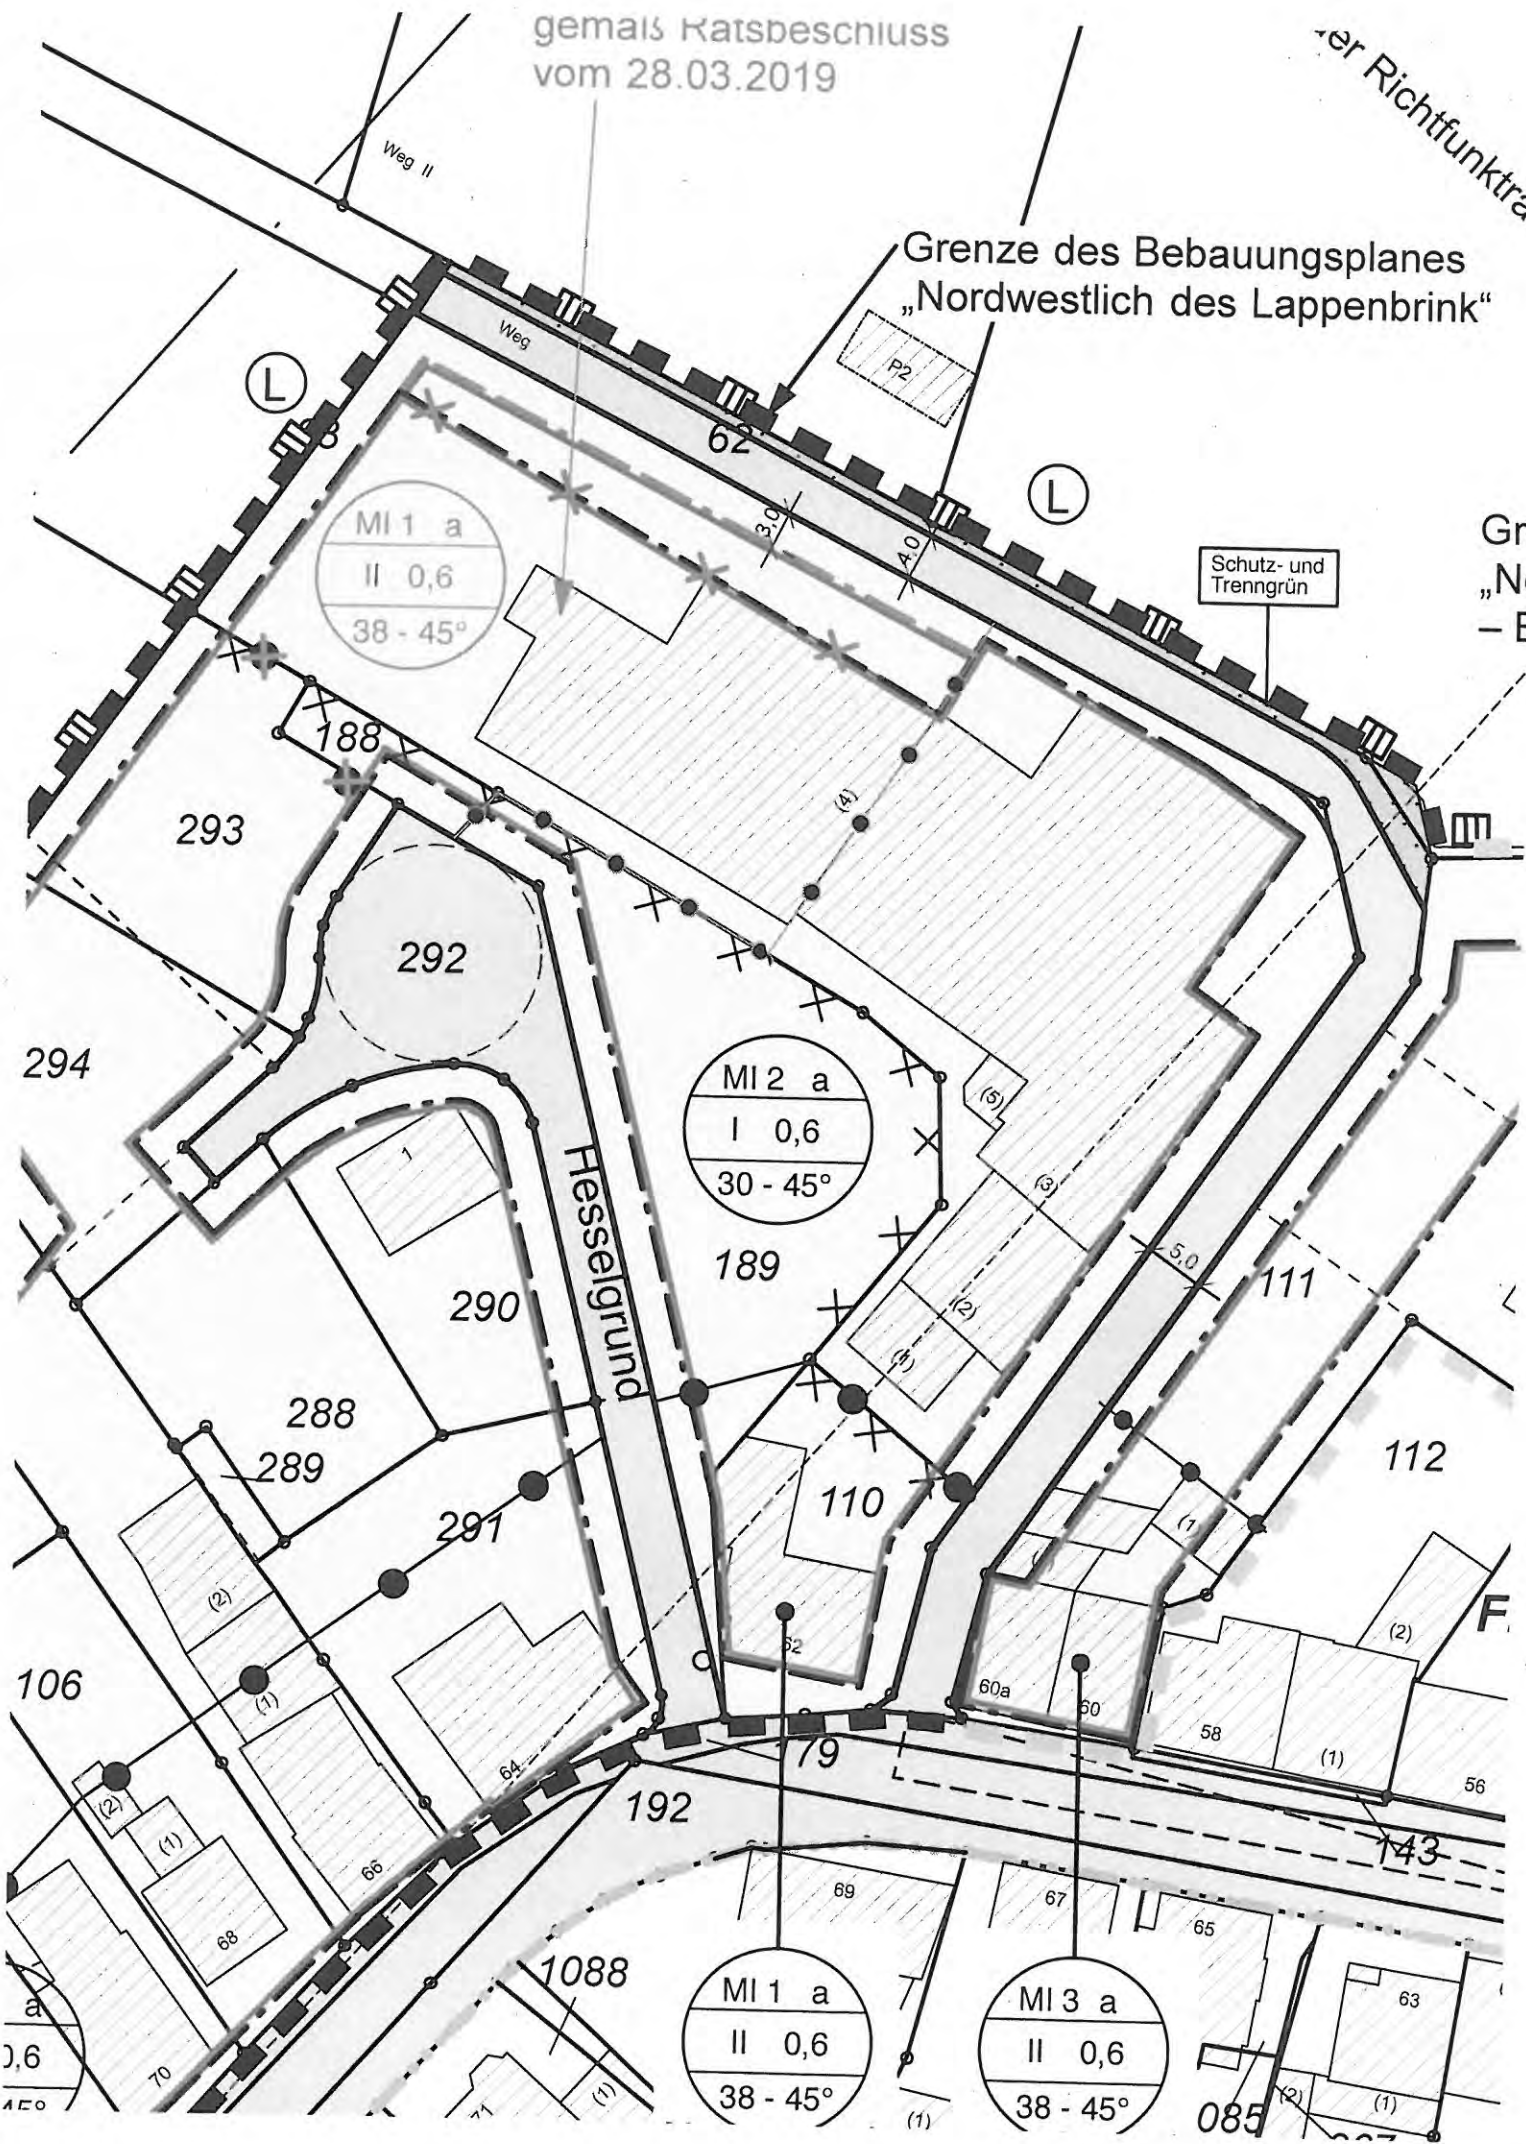 gemäß Ratsbeschluss
vom 28.03.2019
der Richtfunktra
Weg II
Grenze des Bebauungsplanes
„Nordwestlich des Lappenbrink“
P2
Weg
L
62
L
3,0
4,0
MI 1 a
II 0,6
38 - 45°
Schutz- und
Trenngrün
Gr
„N
– E
188
293
(4)
292
294
MI 2 a
I 0,6
30 - 45°
(5)
1
(3)
Hesselgrund
189
5,0
111
290
(2)
(1)
288
289
112
110
291
(1)
(2)
106
(1)
62
60a
60
58
(1)
(2)
F.
56
64
79
192
143
(2)
(1)
66
68
69
67
65
63
1088
70
71
(1)
a
0,6
45°
MI 1 a
II 0,6
38 - 45°
MI 3 a
II 0,6
38 - 45°
(1)
085
(2)
(1)